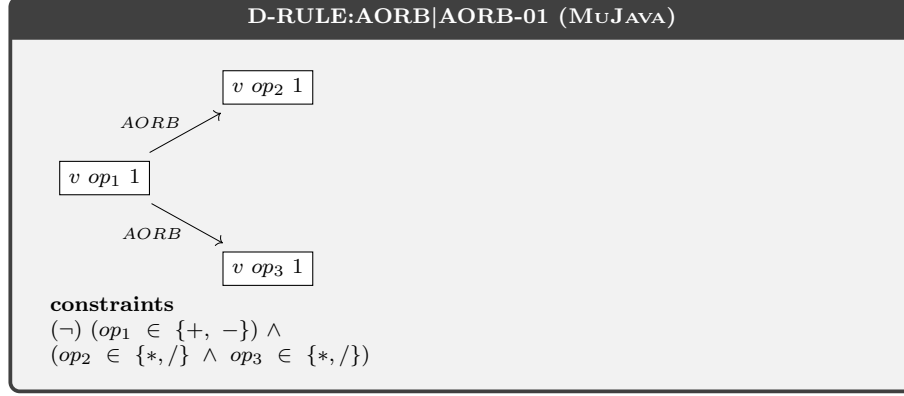 D-RULE:AORB|AORB-01 (MuJava)
v op₂ 1
AORB
v op₁ 1
AORB
v op₃ 1
constraints
(¬) (op₁ ∈ {+, −}) ∧
(op₂ ∈ {∗, /} ∧ op₃ ∈ {∗, /})